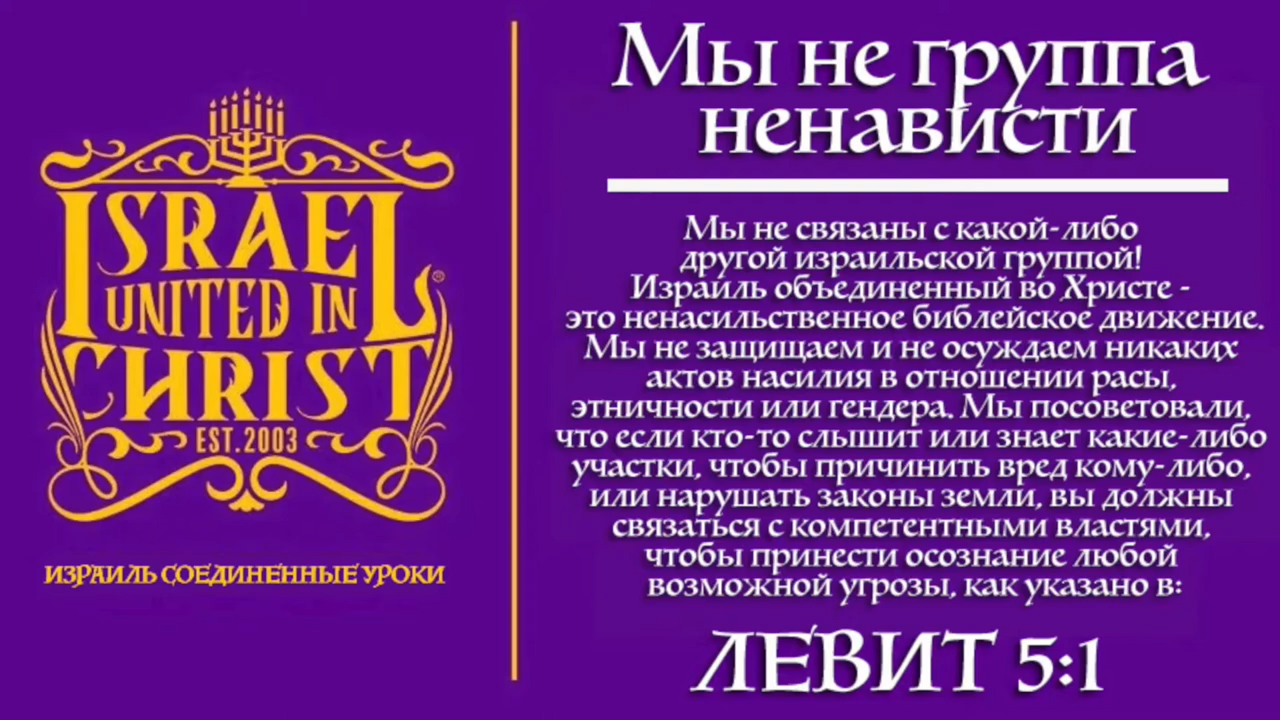 ISRAEL
UNITED IN
CHRIST
EST. 2003
ИЗРАИЛЬ СОЕДИНЕННЫЕ УРОКИ
Мы не группа
ненависти
Мы не связаны с какой-либо
другой израильской группой!
Израиль объединенный во Христе -
это ненасильственное библейское движение.
Мы не защищаем и не осуждаем никаких
актов насилия в отношении расы,
этничности или гендера. Мы посоветовали,
что если кто-то слышит или знает какие-либо
участки, чтобы причинить вред кому-либо,
или нарушать законы земли, вы должны
связаться с компетентными властями,
чтобы принести осознание любой
возможной угрозы, как указано в:
ЛЕВИТ 5:1